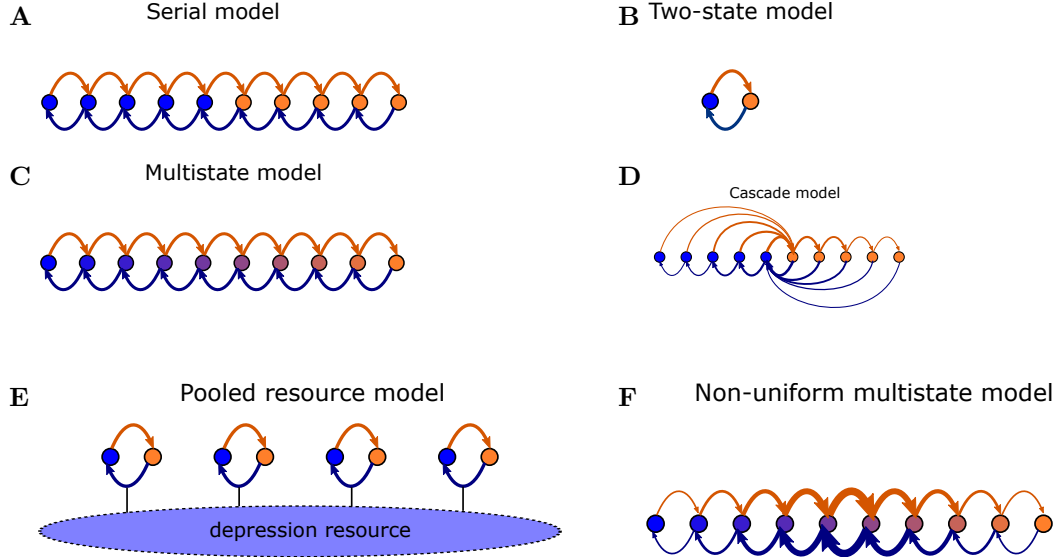 A
Serial model
B
Two-state model
C
Multistate model
D
Cascade model
E
Pooled resource model
depression resource
F
Non-uniform multistate model